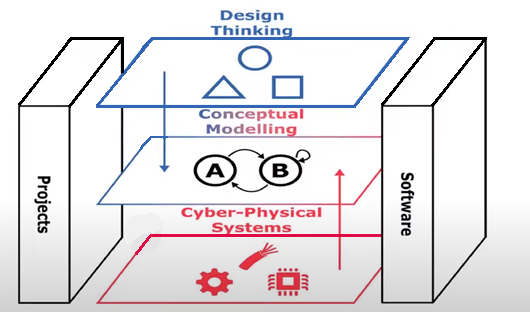 Design
Thinking
Conceptual
Modelling
A
B
Cyber-Physical
Systems
Projects
Software